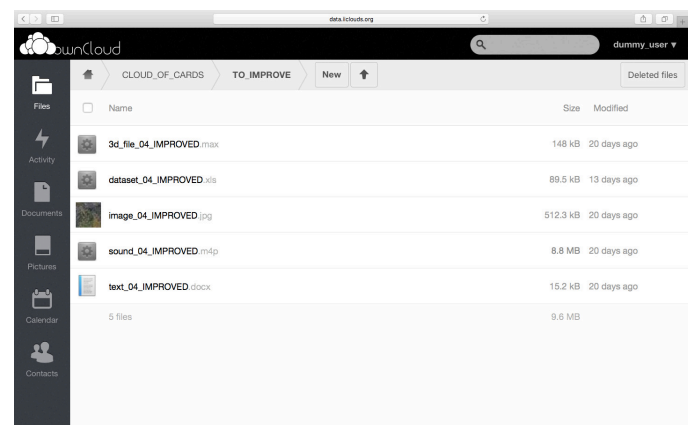 data.iiclouds.org
ownCloud
dummy_user ▾
CLOUD_OF_CARDS TO_IMPROVE New Deleted files
Files
Activity
Documents
Pictures
Calendar
Contacts
Name Size Modified
3d_file_04_IMPROVED.max 148 kB 20 days ago
dataset_04_IMPROVED.xls 89.5 kB 13 days ago
image_04_IMPROVED.jpg 512.3 kB 20 days ago
sound_04_IMPROVED.m4p 8.8 MB 20 days ago
text_04_IMPROVED.docx 15.2 kB 20 days ago
5 files 9.6 MB